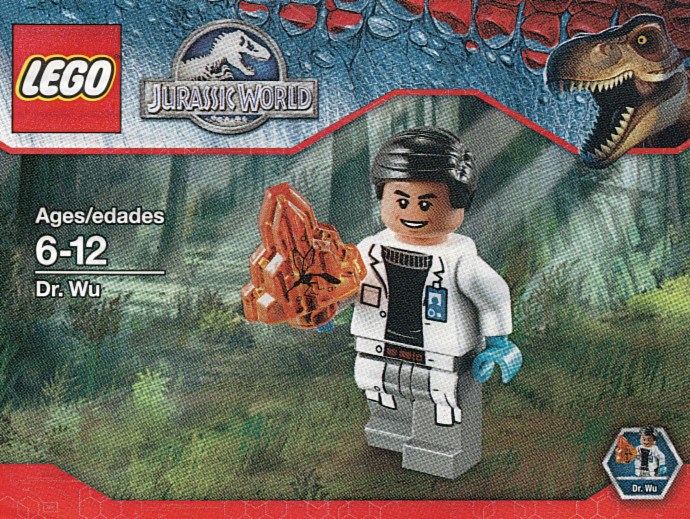 LEGO
JURASSIC WORLD
Ages/edades
6-12
Dr. Wu
Dr. Wu